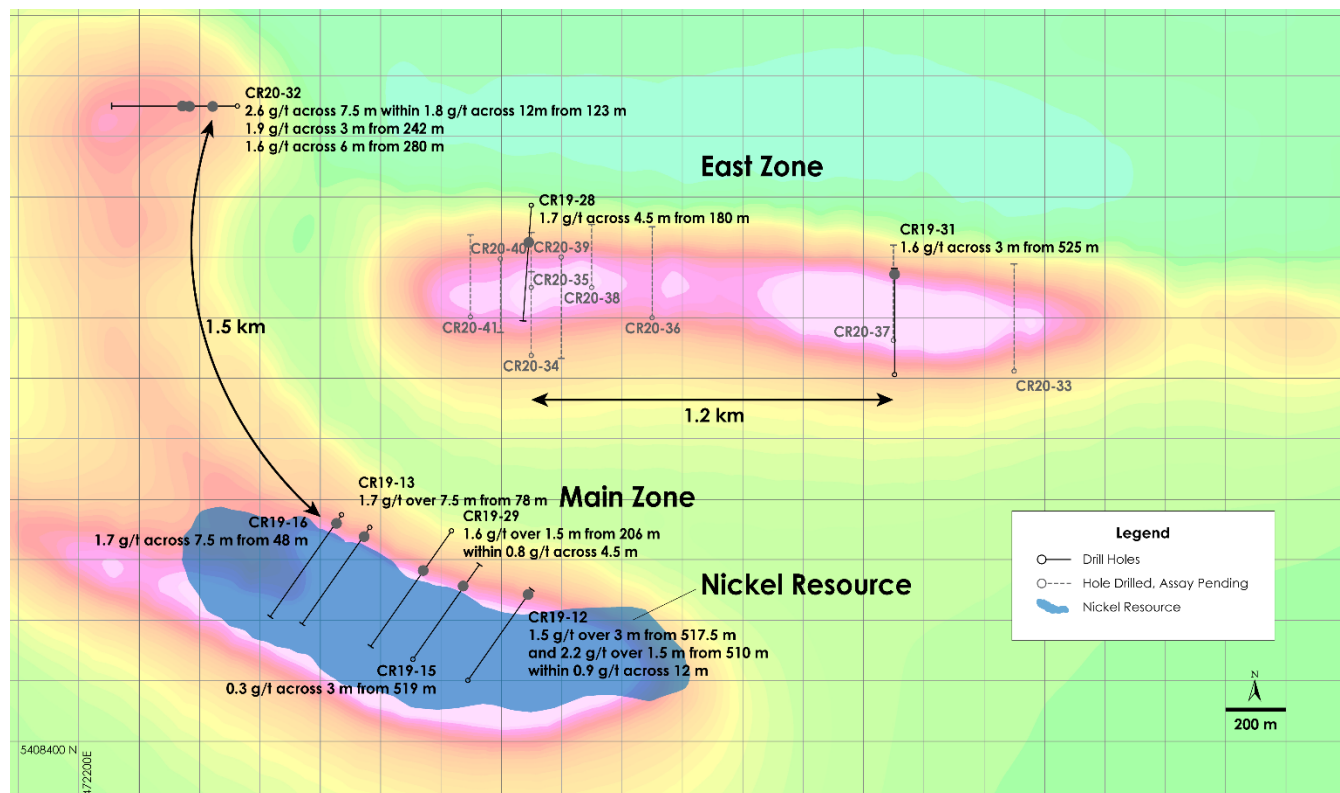 CR20-32
2.6 g/t across 7.5 m within 1.8 g/t across 12m from 123 m
1.9 g/t across 3 m from 242 m
1.6 g/t across 6 m from 280 m
East Zone
CR19-28
1.7 g/t across 4.5 m from 180 m
CR19-31
1.6 g/t across 3 m from 525 m
CR20-40
CR20-39
CR20-35
CR20-38
CR20-41
CR20-36
CR20-37
CR20-34
CR20-33
1.5 km
1.2 km
CR19-13
1.7 g/t over 7.5 m from 78 m
Main Zone
CR19-16
1.7 g/t across 7.5 m from 48 m
CR19-29
1.6 g/t over 1.5 m from 206 m
within 0.8 g/t across 4.5 m
Nickel Resource
CR19-12
1.5 g/t over 3 m from 517.5 m
and 2.2 g/t over 1.5 m from 510 m
within 0.9 g/t across 12 m
CR19-15
0.3 g/t across 3 m from 519 m
Legend
Drill Holes
Hole Drilled, Assay Pending
Nickel Resource
N
200 m
5408400 N
472200E